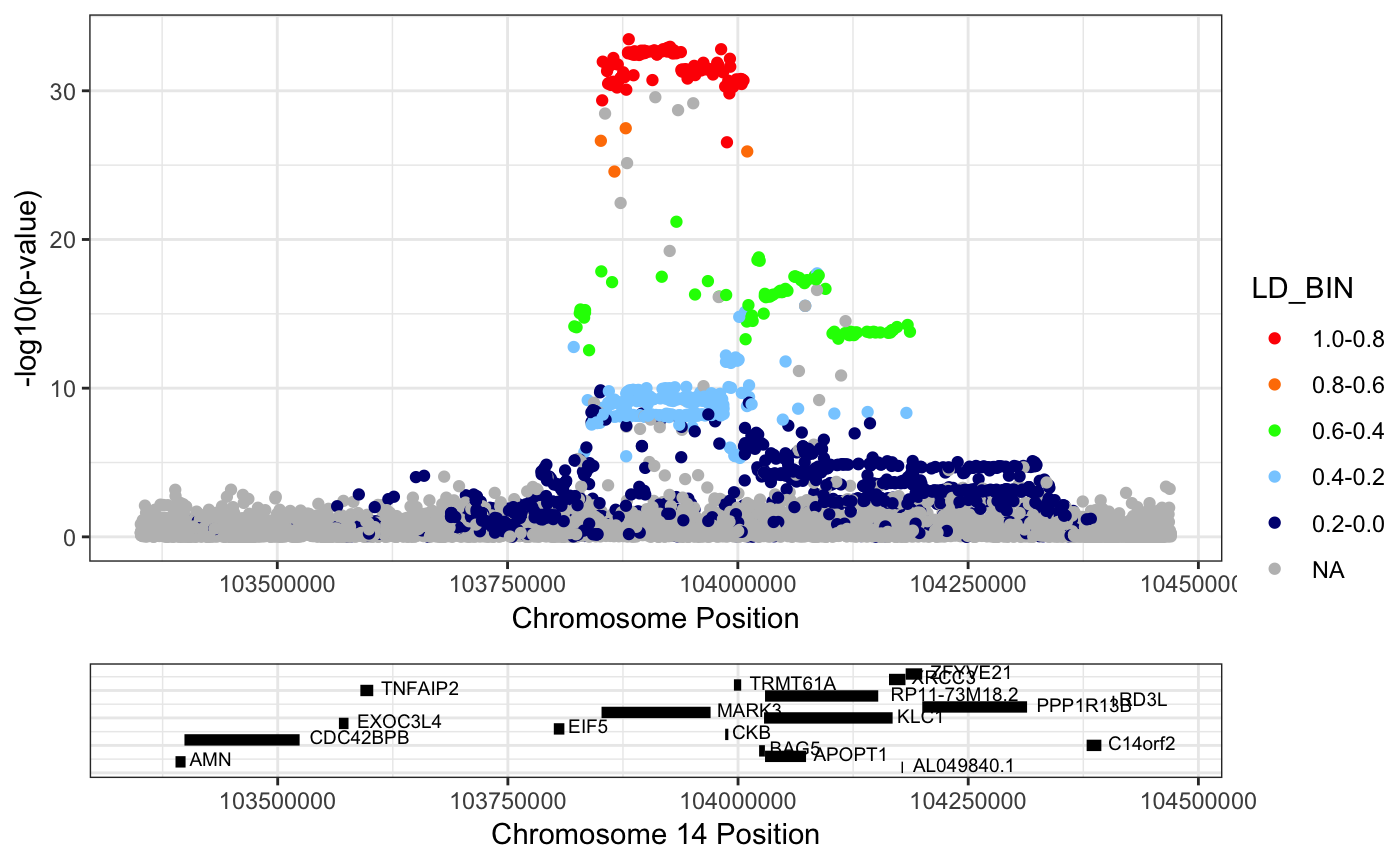 30
20
10
0
-log10(p-value)
103500000 103750000 104000000 104250000 10450000
Chromosome Position
LD_BIN
1.0-0.8
0.8-0.6
0.6-0.4
0.4-0.2
0.2-0.0
NA
ZFYVE21
XRCC3
TRMT61A
TNFAIP2
RP11-73M18.2
RD3L
PPP1R13B
MARK3
KLC1
EXOC3L4
EIF5
CKB
CDC42BPB
C14orf2
BAG5
APOPT1
AMN
AL049840.1
103500000 103750000 104000000 104250000 104500000
Chromosome 14 Position